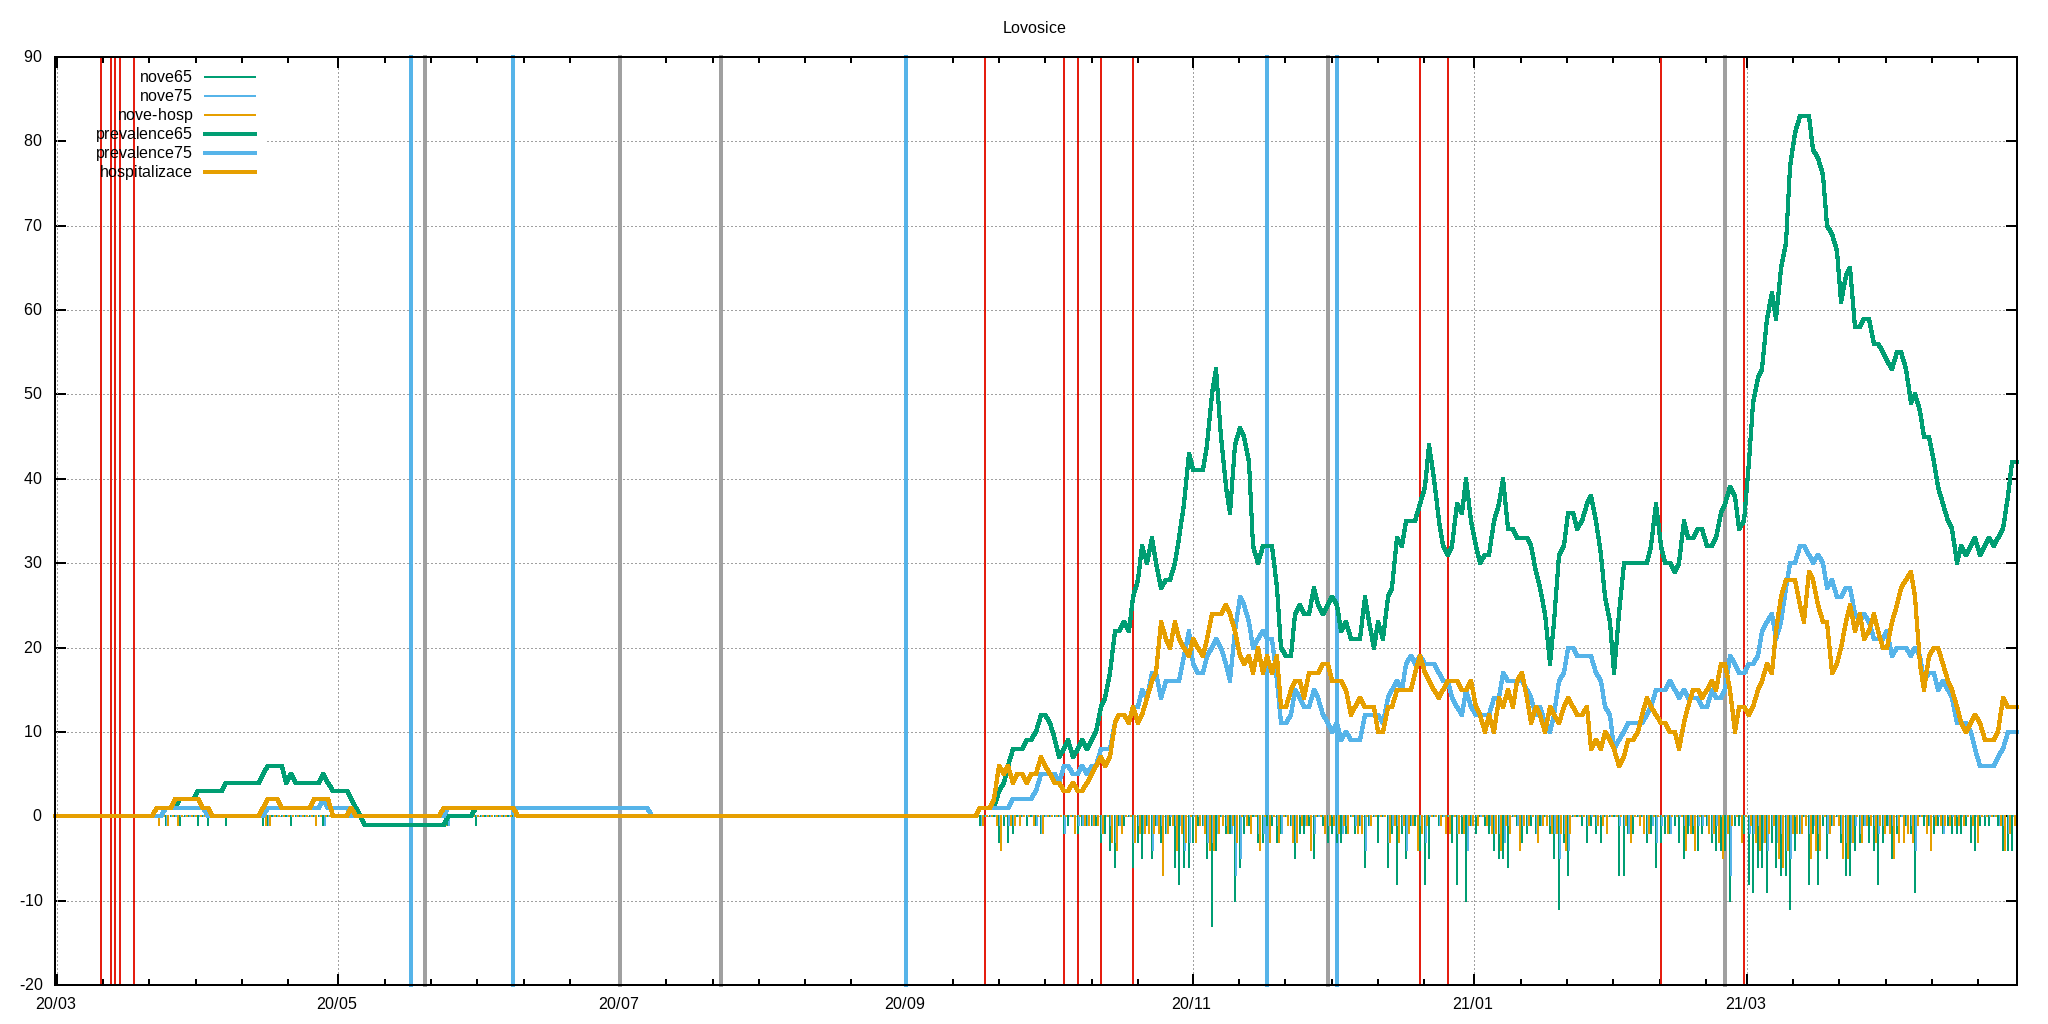 Lovosice
nove65
nove75
nove-hosp
prevalence65
prevalence75
hospitalizace
90
80
70
60
50
40
30
20
10
0
-10
-20
20/03 20/05 20/07 20/09 20/11 21/01 21/03